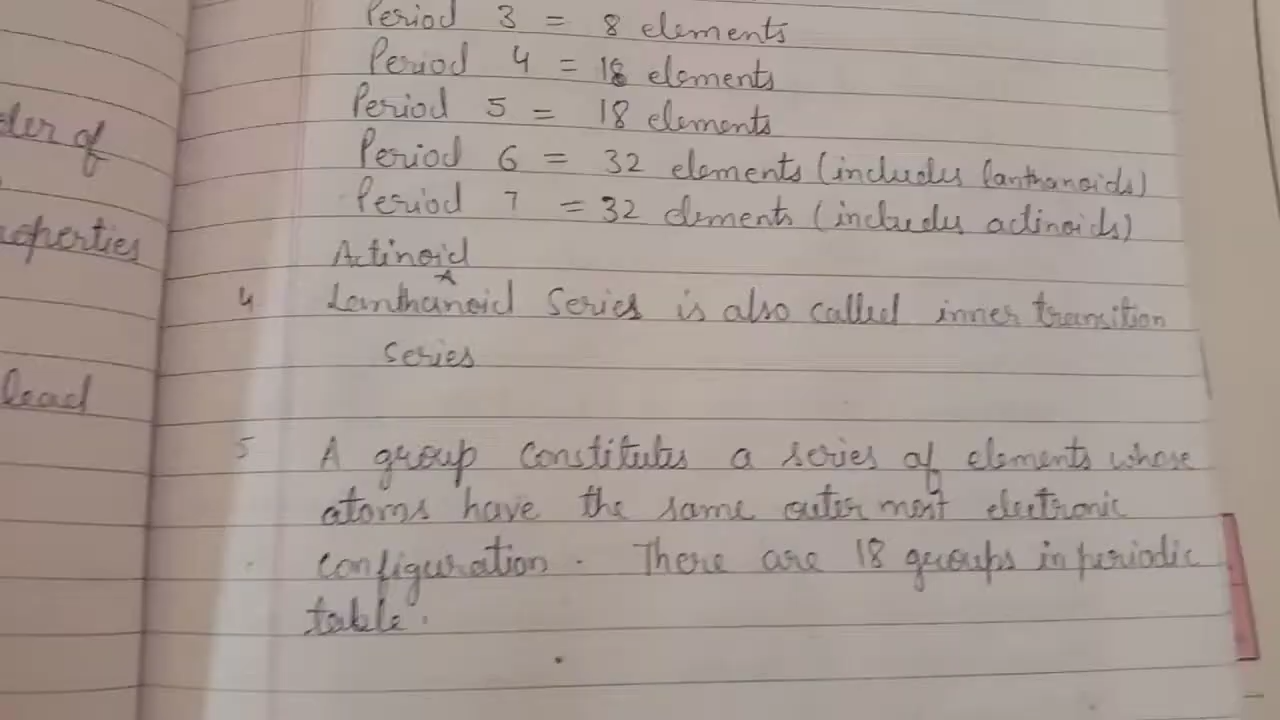 Period 3 = 8 elements
Period 4 = 18 elements
Period 5 = 18 elements
Period 6 = 32 elements (includes lanthanoids)
Period 7 = 32 elements (includes actinoids)
Actinoid
4 Lanthanoid series is also called inner transition
series
5 A group constitutes a series of elements whose
atoms have the same outer most electronic
configuration. There are 18 groups in periodic
table.
of
lead